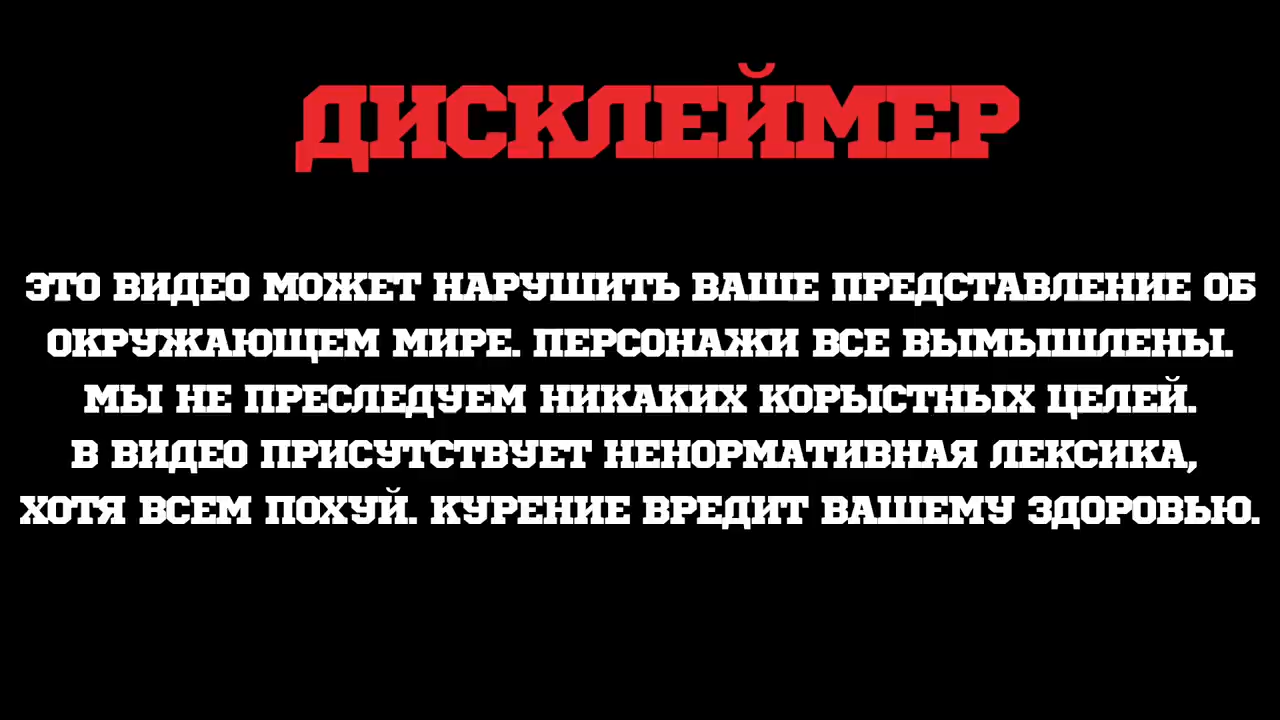 ДИСКЛЕЙМЕР
ЭТО ВИДЕО МОЖЕТ НАРУШИТЬ ВАШЕ ПРЕДСТАВЛЕНИЕ ОБ
ОКРУЖАЮЩЕМ МИРЕ. ПЕРСОНАЖИ ВСЕ ВЫМЫШЛЕНЫ.
МЫ НЕ ПРЕСЛЕДУЕМ НИКАКИХ КОРЫСТНЫХ ЦЕЛЕЙ.
В ВИДЕО ПРИСУТСТВУЕТ НЕНОРМАТИВНАЯ ЛЕКСИКА,
ХОТЯ ВСЕМ ПОХУЙ. КУРЕНИЕ ВРЕДИТ ВАШЕМУ ЗДОРОВЬЮ.